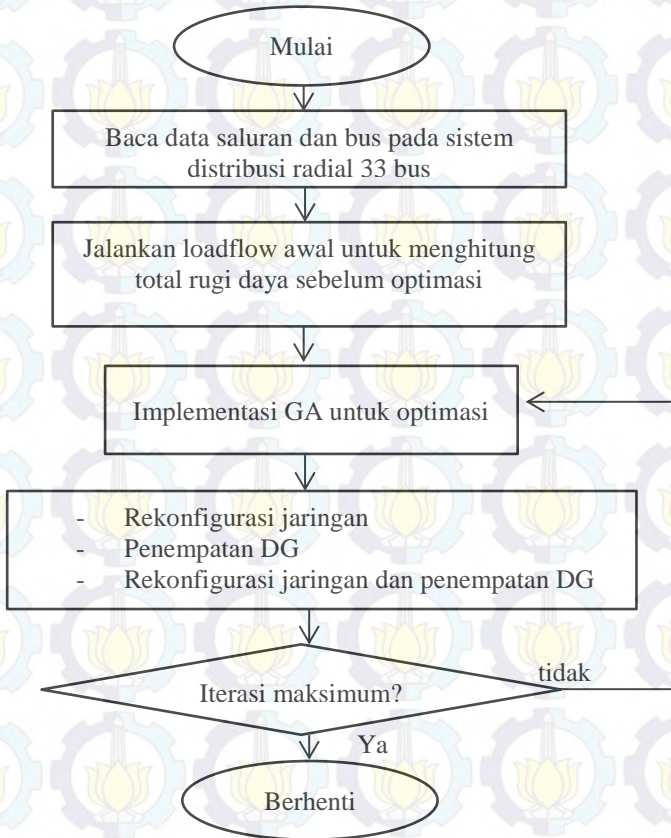 Mulai
Baca data saluran dan bus pada sistem
distribusi radial 33 bus
Jalankan loadflow awal untuk menghitung
total rugi daya sebelum optimasi
Implementasi GA untuk optimasi
- Rekonfigurasi jaringan
- Penempatan DG
- Rekonfigurasi jaringan dan penempatan DG
tidak
Iterasi maksimum?
Ya
Berhenti